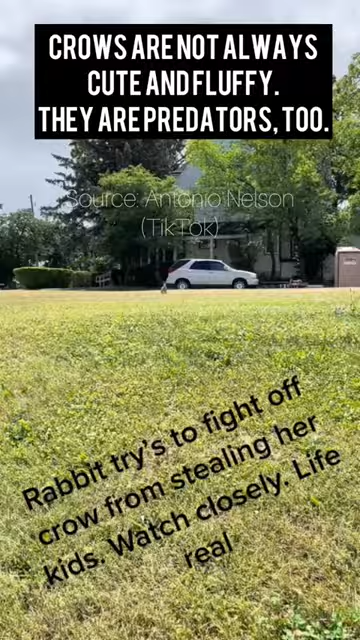 CROWS ARE NOT ALWAYS
CUTE AND FLUFFY.
THEY ARE PREDATORS, TOO.
Source: Antonio Nelson
(TikTok)
Rabbit try's to fight off
crow from stealing her
kids. Watch closely. Life
real